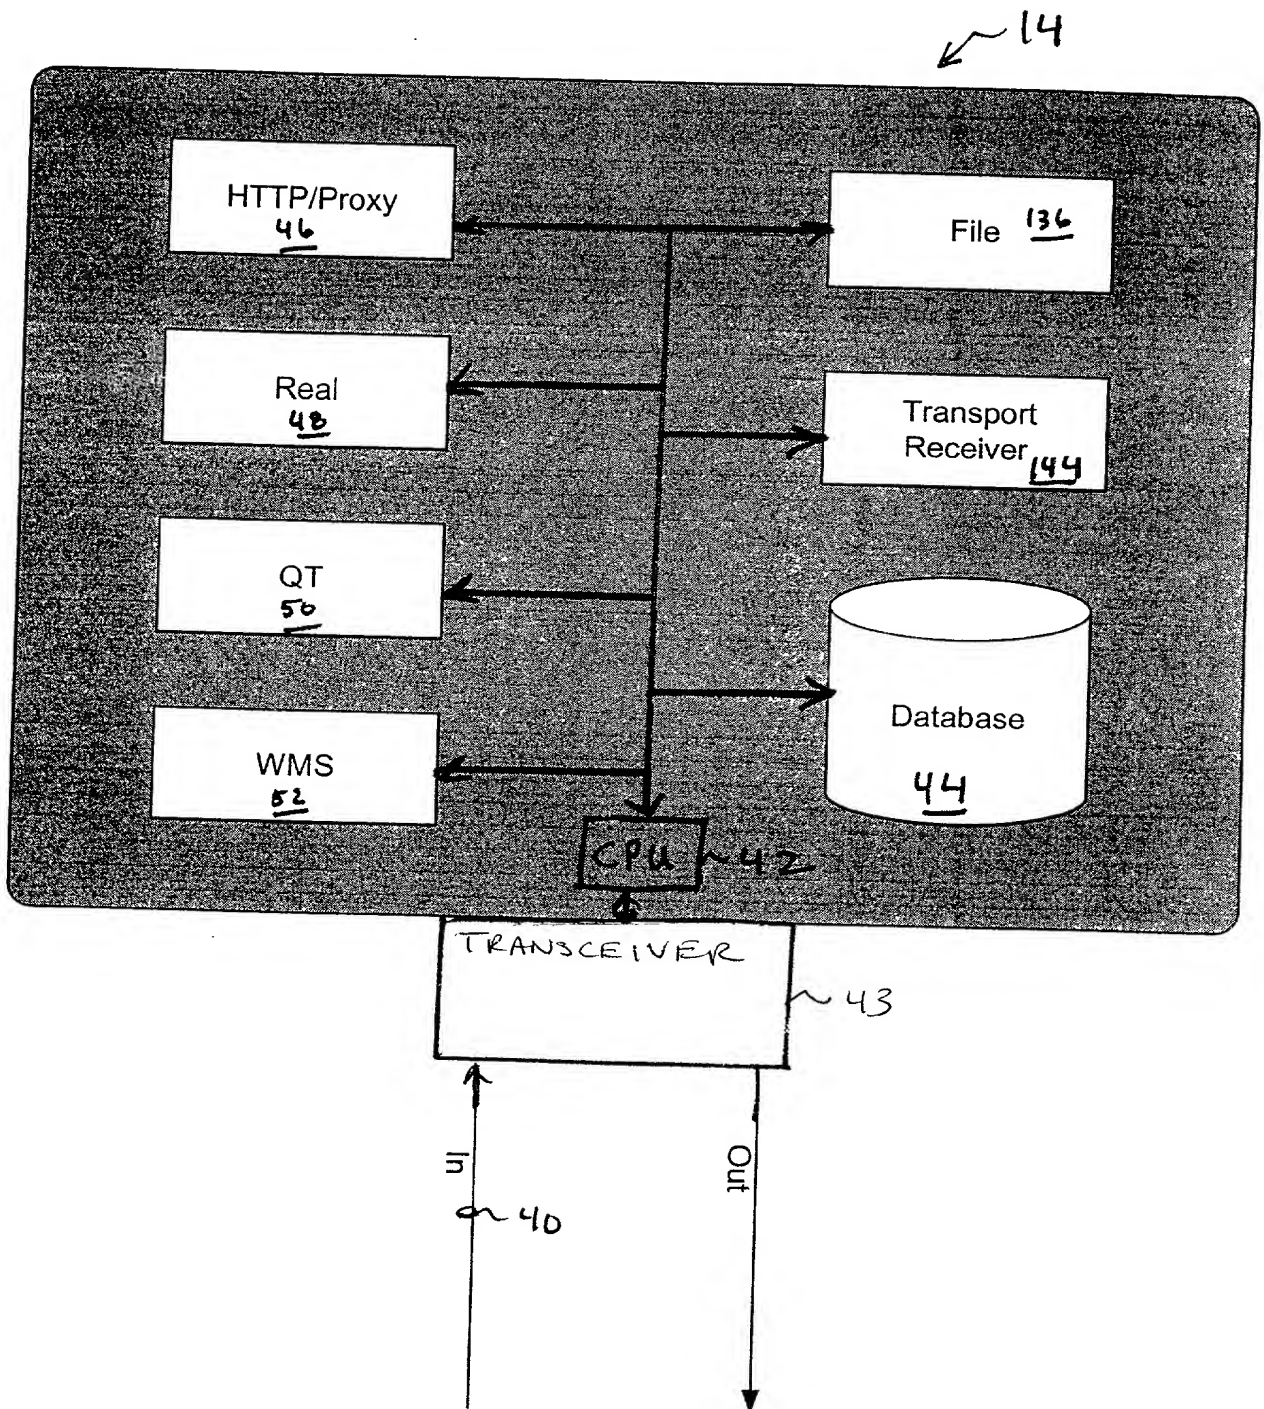 14
HTTP/Proxy
46
File 136
Real
48
Transport
Receiver 144
QT
50
Database
44
WMS
52
CPU 42
TRANSCEIVER
43
In
Out
40